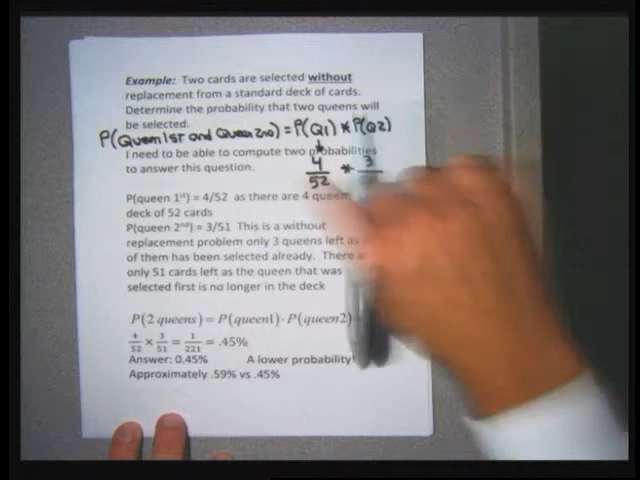 Example: Two cards are selected without
replacement from a standard deck of cards.
Determine the probability that two queens will
be selected.
P(Queen 1st and Queen 2nd) = P(Q1) * P(Q2)
I need to be able to compute two probabilities
to answer this question.
4/52 * 3
P(queen 1st) = 4/52 as there are 4 queen
deck of 52 cards
P(queen 2nd) = 3/51 This is a without
replacement problem only 3 queens left as
of them has been selected already. There a
only 51 cards left as the queen that was
selected first is no longer in the deck
P(2 queens) = P(queen1) · P(queen2) =
4/52 × 3/51 = 1/221 = .45%
Answer: 0.45% A lower probability
Approximately .59% vs .45%